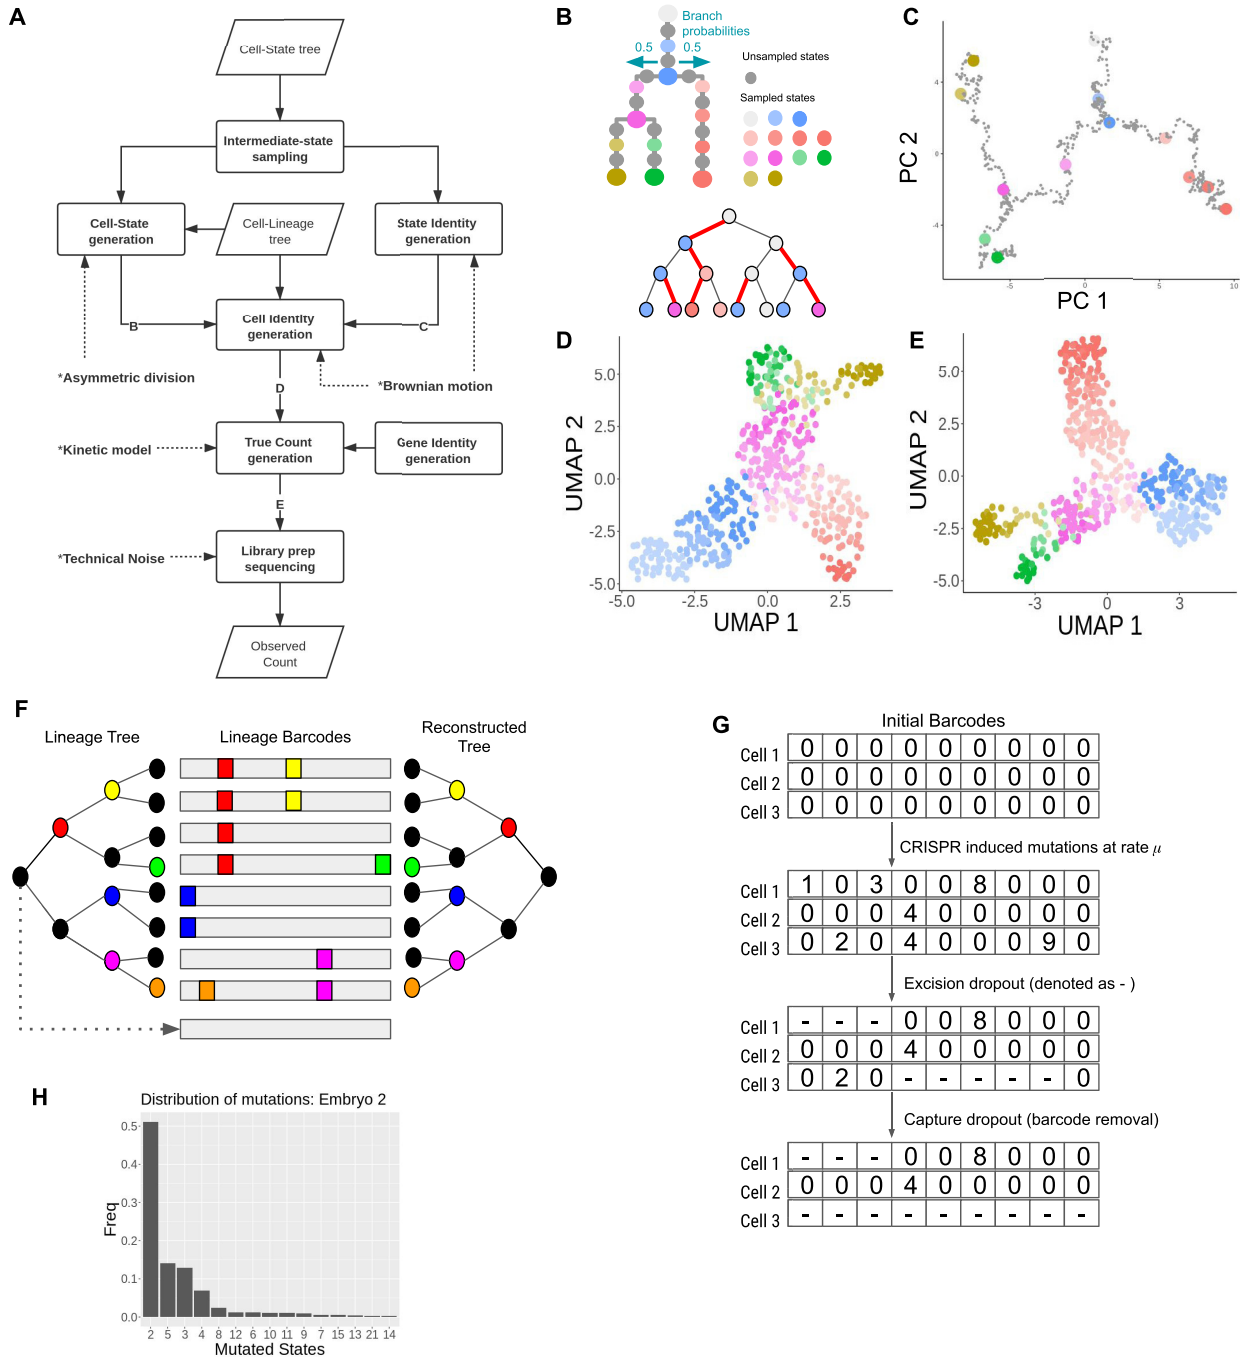 A
Cell-State tree
Intermediate-state
sampling
Cell-State
generation
Cell-Lineage
tree
State Identity
generation
B
Cell Identity
generation
C
*Asymmetric division
D
*Brownian motion
*Kinetic model
True Count
generation
Gene Identity
generation
E
*Technical Noise
Library prep
sequencing
Observed
Count
B
Branch
probabilities
0.5
0.5
Unsampled states
Sampled states
C
PC 2
4
0
-4
-5
0
5
10
PC 1
D
UMAP 2
5.0
2.5
0.0
-2.5
-5.0
-5.0
-2.5
0.0
2.5
UMAP 1
E
UMAP 2
5.0
2.5
0.0
-2.5
-5.0
-3
0
3
UMAP 1
F
Lineage Tree
Lineage Barcodes
Reconstructed
Tree
G
Initial Barcodes
Cell 1 0 0 0 0 0 0 0 0 0
Cell 2 0 0 0 0 0 0 0 0 0
Cell 3 0 0 0 0 0 0 0 0 0
CRISPR induced mutations at rate μ
Cell 1 1 0 3 0 0 8 0 0 0
Cell 2 0 0 0 4 0 0 0 0 0
Cell 3 0 2 0 4 0 0 0 9 0
Excision dropout (denoted as - )
Cell 1 - - - 0 0 8 0 0 0
Cell 2 0 0 0 4 0 0 0 0 0
Cell 3 0 2 0 - - - - - 0
Capture dropout (barcode removal)
Cell 1 - - - 0 0 8 0 0 0
Cell 2 0 0 0 4 0 0 0 0 0
Cell 3 - - - - - - - - -
H
Distribution of mutations: Embryo 2
Freq
0.5
0.4
0.3
0.2
0.1
0.0
2 5 3 4 8 12 6 10 11 9 7 15 13 21 14
Mutated States